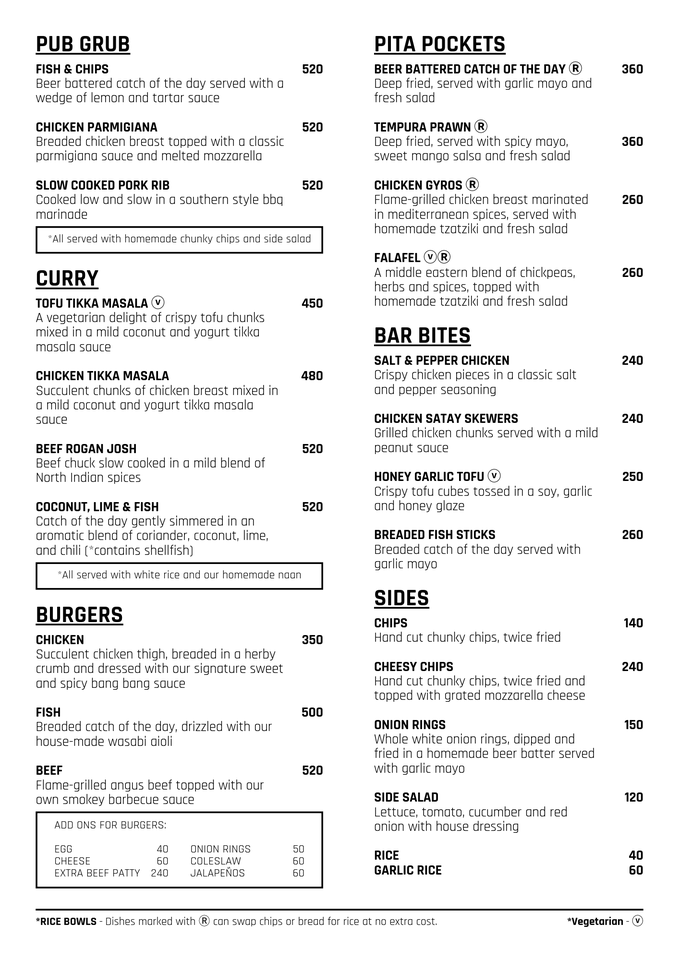 PUB GRUB
FISH & CHIPS 520
Beer battered catch of the day served with a
wedge of lemon and tartar sauce
CHICKEN PARMIGIANA 520
Breaded chicken breast topped with a classic
parmigiana sauce and melted mozzarella
SLOW COOKED PORK RIB 520
Cooked low and slow in a southern style bbq
marinade
*All served with homemade chunky chips and side salad
CURRY
TOFU TIKKA MASALA Ⓥ 450
A vegetarian delight of crispy tofu chunks
mixed in a mild coconut and yogurt tikka
masala sauce
CHICKEN TIKKA MASALA 480
Succulent chunks of chicken breast mixed in
a mild coconut and yogurt tikka masala
sauce
BEEF ROGAN JOSH 520
Beef chuck slow cooked in a mild blend of
North Indian spices
COCONUT, LIME & FISH 520
Catch of the day gently simmered in an
aromatic blend of coriander, coconut, lime,
and chili (*contains shellfish)
*All served with white rice and our homemade naan
BURGERS
CHICKEN 350
Succulent chicken thigh, breaded in a herby
crumb and dressed with our signature sweet
and spicy bang bang sauce
FISH 500
Breaded catch of the day, drizzled with our
house-made wasabi aioli
BEEF 520
Flame-grilled angus beef topped with our
own smokey barbecue sauce
ADD ONS FOR BURGERS:
EGG 40 ONION RINGS 50
CHEESE 60 COLESLAW 60
EXTRA BEEF PATTY 240 JALAPEÑOS 60
PITA POCKETS
BEER BATTERED CATCH OF THE DAY Ⓡ 360
Deep fried, served with garlic mayo and
fresh salad
TEMPURA PRAWN Ⓡ
Deep fried, served with spicy mayo, 360
sweet mango salsa and fresh salad
CHICKEN GYROS Ⓡ
Flame-grilled chicken breast marinated 260
in mediterranean spices, served with
homemade tzatziki and fresh salad
FALAFEL ⓋⓇ
A middle eastern blend of chickpeas, 260
herbs and spices, topped with
homemade tzatziki and fresh salad
BAR BITES
SALT & PEPPER CHICKEN 240
Crispy chicken pieces in a classic salt
and pepper seasoning
CHICKEN SATAY SKEWERS 240
Grilled chicken chunks served with a mild
peanut sauce
HONEY GARLIC TOFU Ⓥ 250
Crispy tofu cubes tossed in a soy, garlic
and honey glaze
BREADED FISH STICKS 260
Breaded catch of the day served with
garlic mayo
SIDES
CHIPS 140
Hand cut chunky chips, twice fried
CHEESY CHIPS 240
Hand cut chunky chips, twice fried and
topped with grated mozzarella cheese
ONION RINGS 150
Whole white onion rings, dipped and
fried in a homemade beer batter served
with garlic mayo
SIDE SALAD 120
Lettuce, tomato, cucumber and red
onion with house dressing
RICE 40
GARLIC RICE 60
*RICE BOWLS - Dishes marked with Ⓡ can swap chips or bread for rice at no extra cost. *Vegetarian - Ⓥ